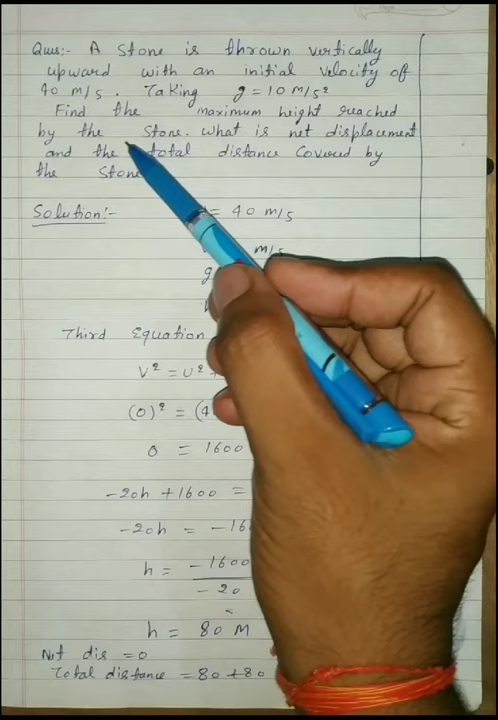 Ques:- A stone is thrown vertically
upward with an initial velocity of
40 m/s. Taking g = 10 m/s²
Find the maximum height reached
by the stone. What is net displacement
and the total distance covered by
the stone
Solution:-
= 40 m/s
m/s
g
Third Equation
V² = U² +
(0)² = (4
0 = 1600
-20h + 1600 =
-20h = -16
h = -1600
-20
h = 80 M
Net dis = 0
Total distance = 80 + 80